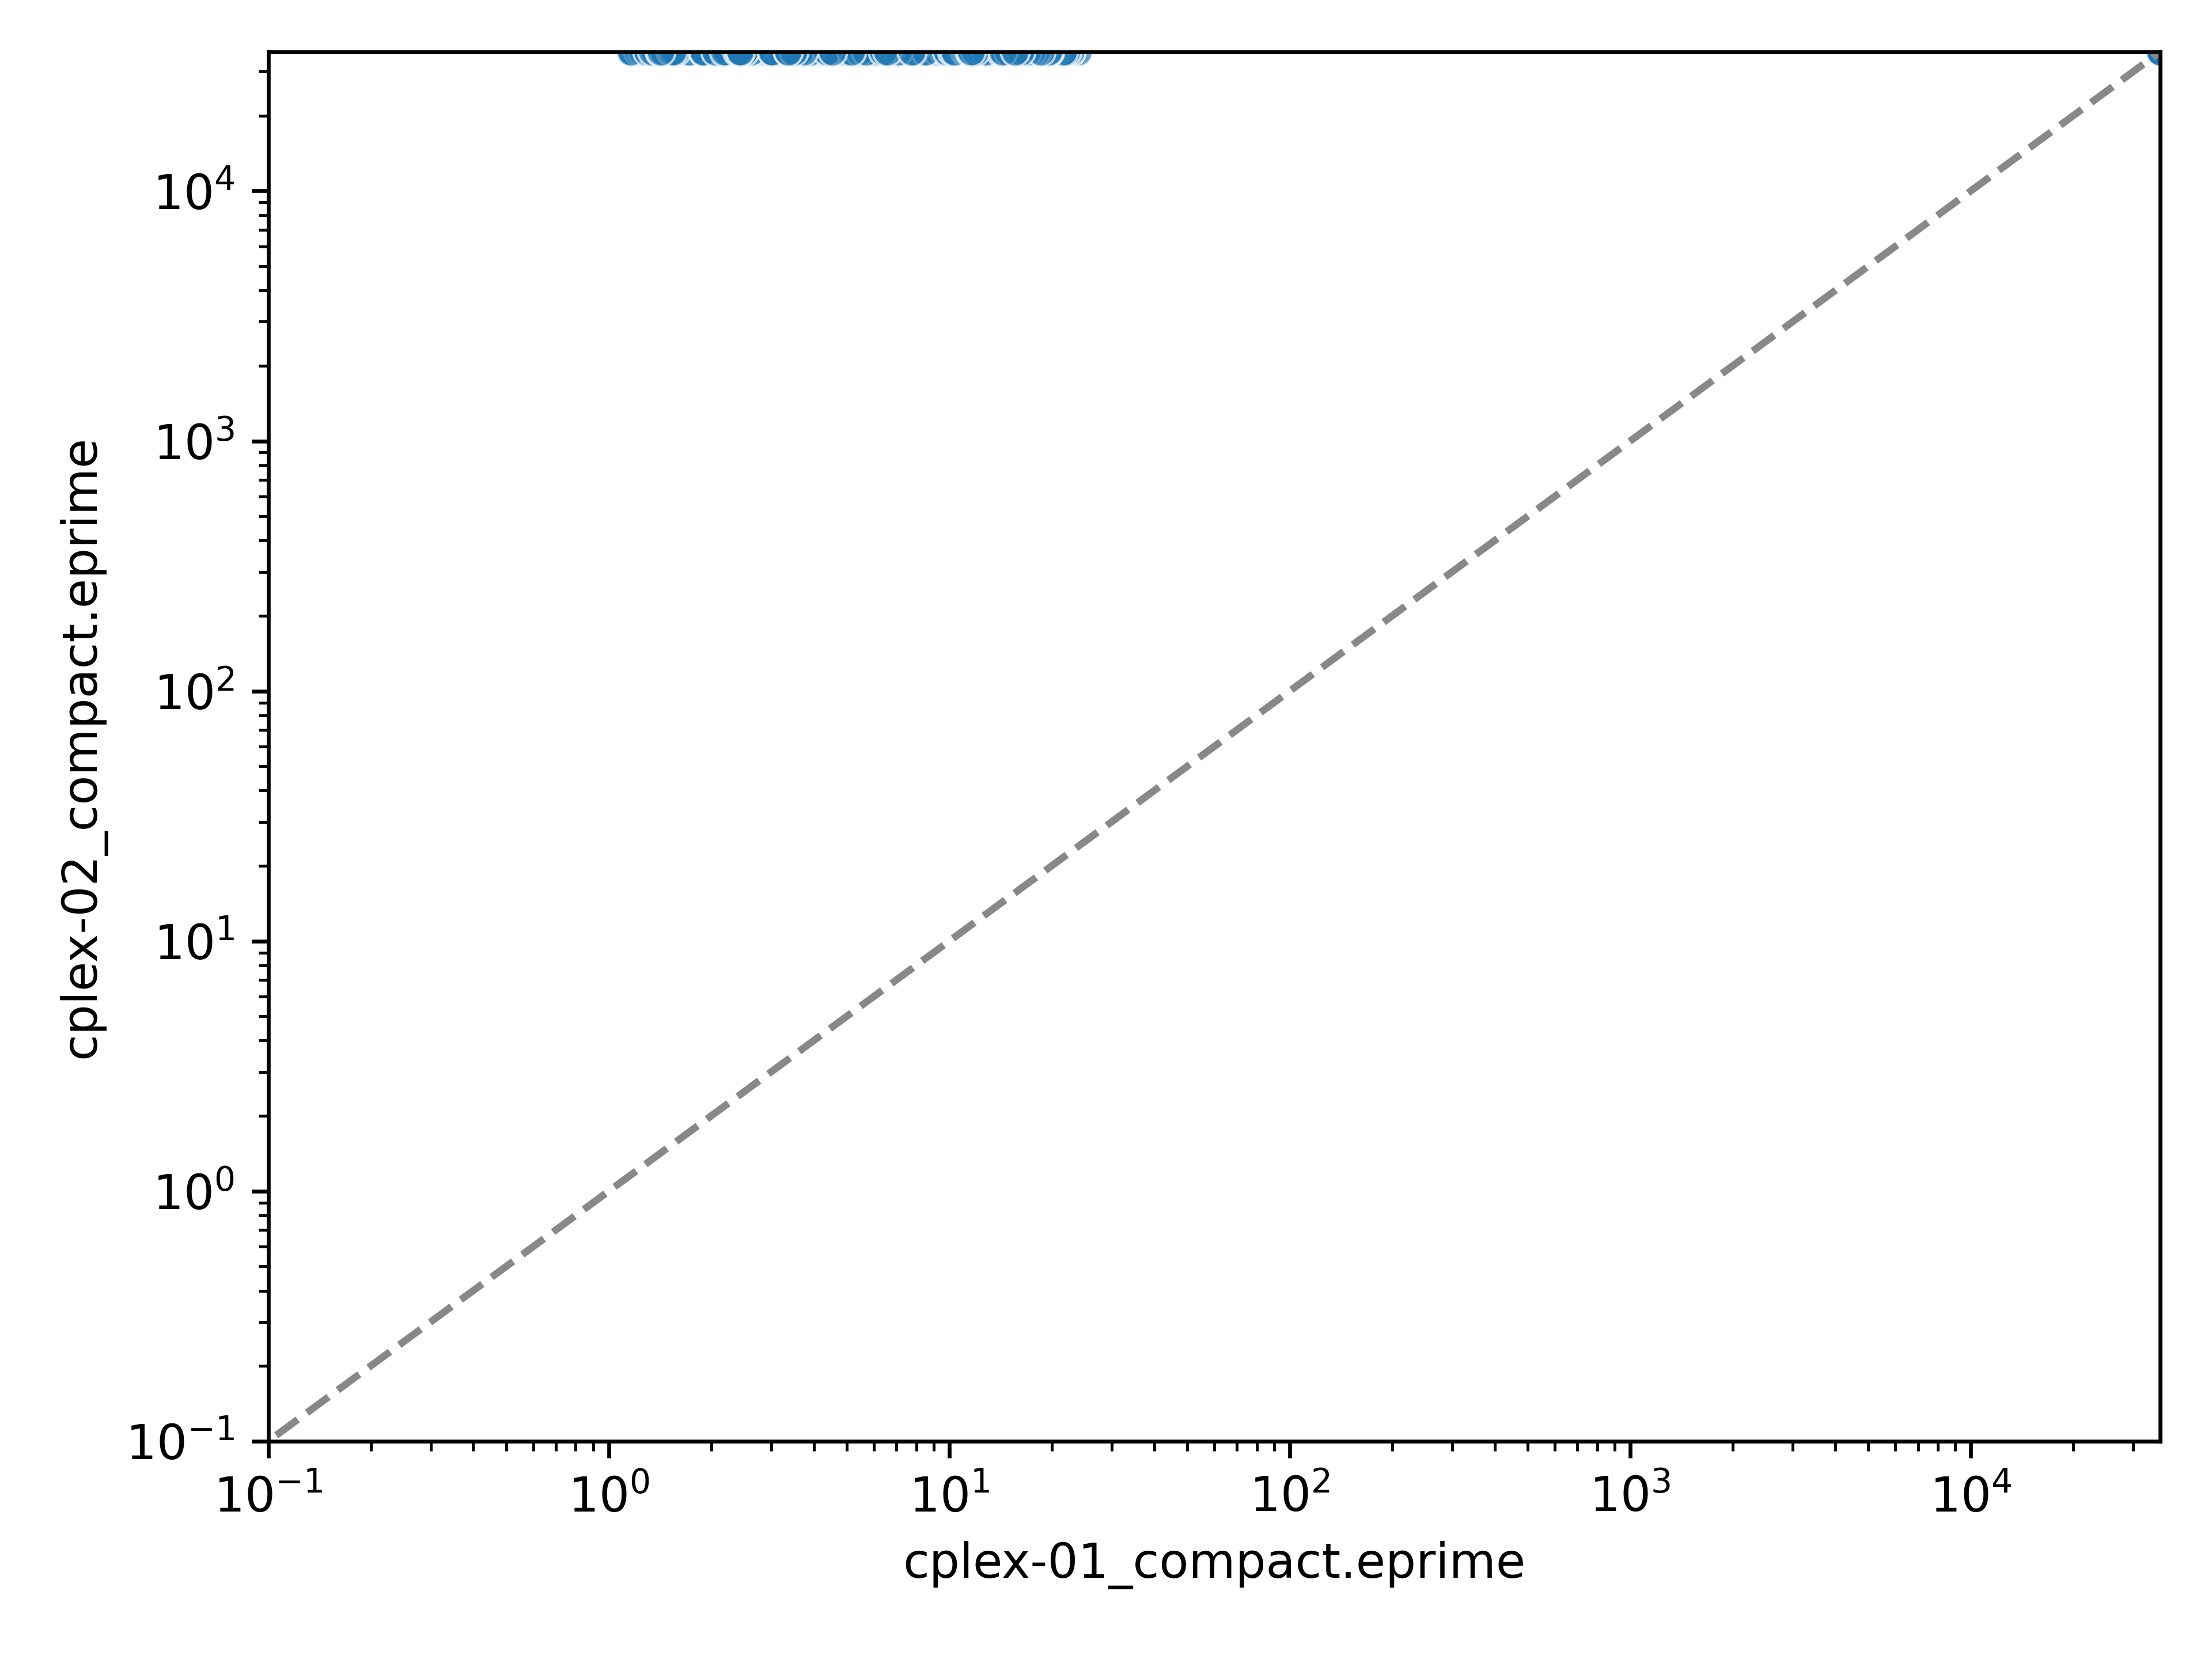 10⁴
10³
10²
10¹
10⁰
10⁻¹
cplex-02_compact.eprime
10⁻¹ 10⁰ 10¹ 10² 10³ 10⁴
cplex-01_compact.eprime